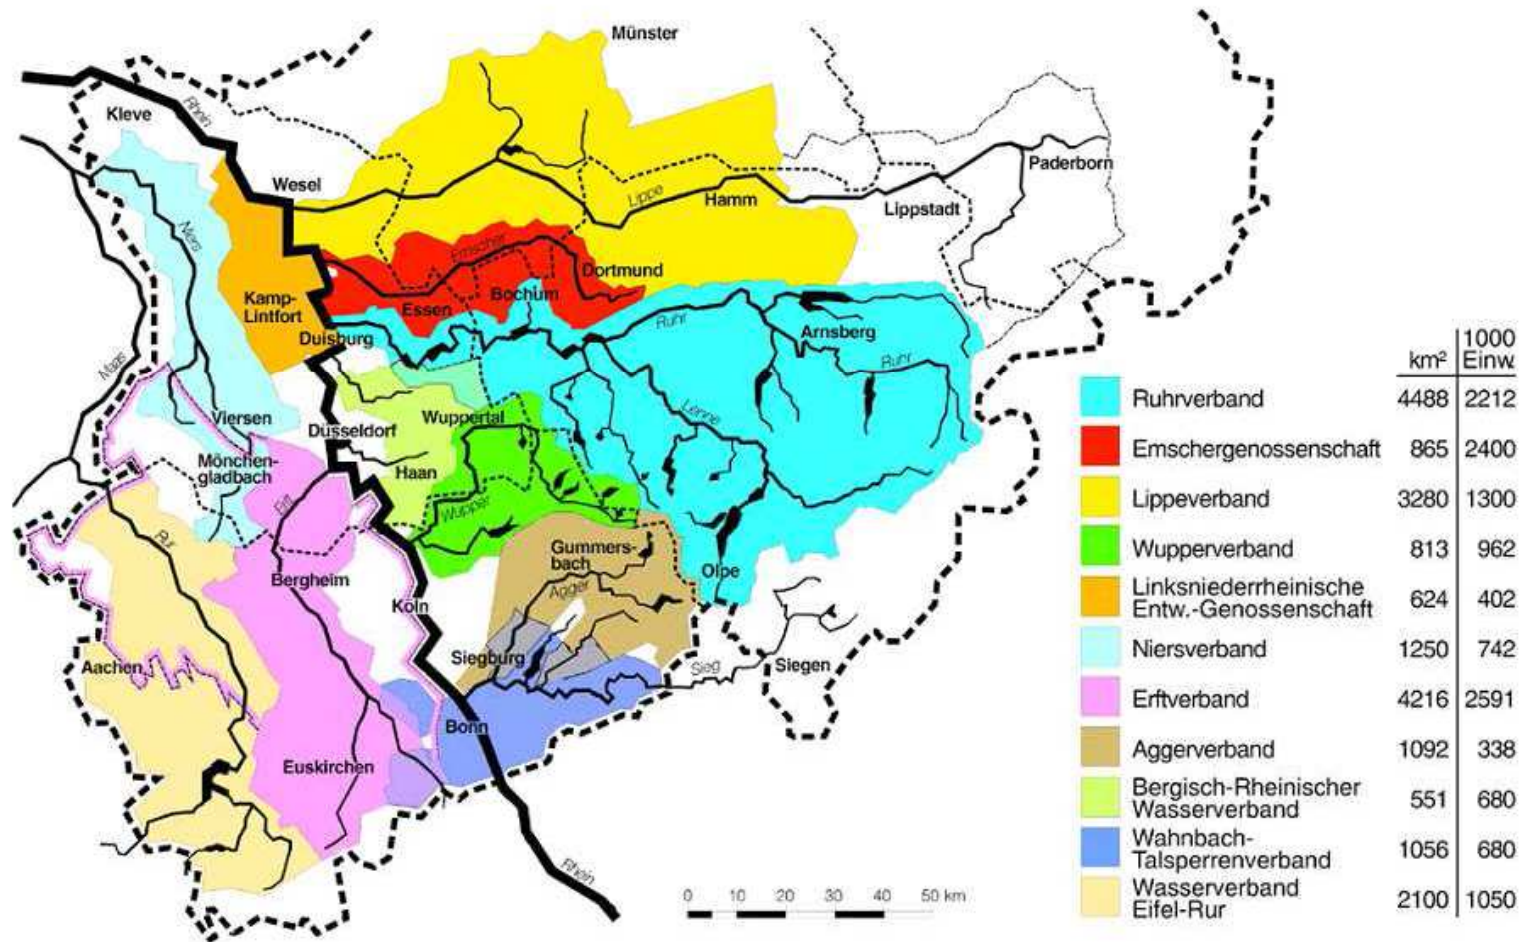 Münster
Kleve
Rhein
Wesel
Paderborn
Lippe
Hamm
Lippstadt
Niers
Emscher
Dortmund
Kamp-
Lintfort
Essen
Bochum
Duisburg
Ruhr
Arnsberg
Ruhr
Maas
Lenne
Viersen
Wuppertal
Düsseldorf
Mönchen-
gladbach
Haan
Erft
Wupper
Rur
Gummers-
bach
Olpe
Bergheim
Agger
Köln
Siegburg
Sieg
Siegen
Aachen
Bonn
Euskirchen
Rhein
0 10 20 30 40 50 km
km² 1000
Einw.
Ruhrverband 4488 2212
Emschergenossenschaft 865 2400
Lippeverband 3280 1300
Wupperverband 813 962
Linksniederrheinische
Entw.-Genossenschaft 624 402
Niersverband 1250 742
Erftverband 4216 2591
Aggerverband 1092 338
Bergisch-Rheinischer
Wasserverband 551 680
Wahnbach-
Talsperrenverband 1056 680
Wasserverband
Eifel-Rur 2100 1050